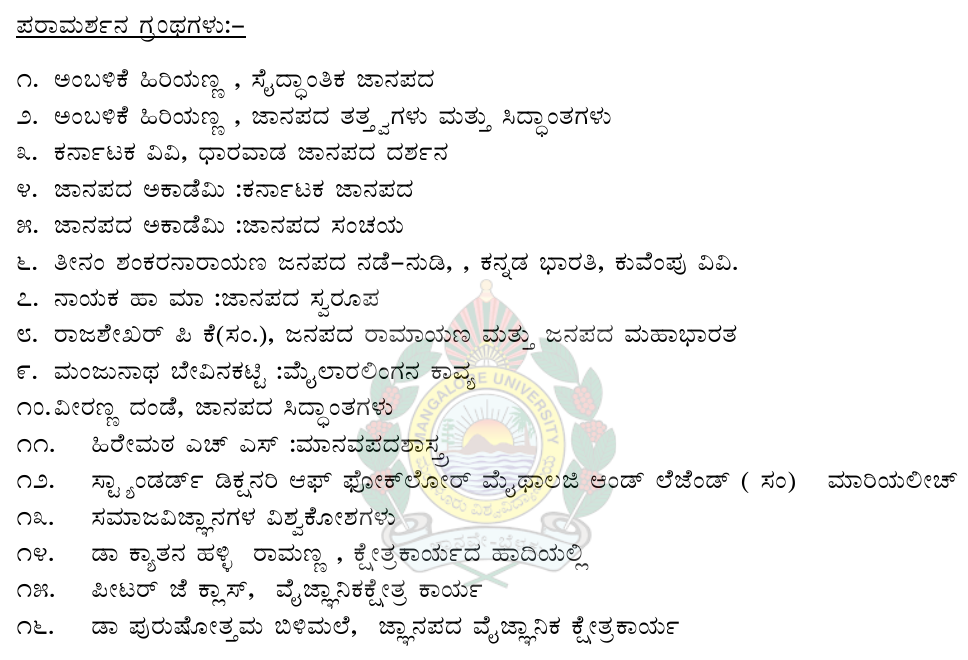 ಪರಾಮರ್ಶನ ಗ್ರಂಥಗಳು:–
೧. ಅಂಬಳಿಕೆ ಹಿರಿಯಣ್ಣ , ಸೈದ್ಧಾಂತಿಕ ಜಾನಪದ
೨. ಅಂಬಳಿಕೆ ಹಿರಿಯಣ್ಣ , ಜಾನಪದ ತತ್ತ್ವಗಳು ಮತ್ತು ಸಿದ್ಧಾಂತಗಳು
೩. ಕರ್ನಾಟಕ ವಿವಿ, ಧಾರವಾಡ ಜಾನಪದ ದರ್ಶನ
೪. ಜಾನಪದ ಅಕಾಡೆಮಿ :ಕರ್ನಾಟಕ ಜಾನಪದ
೫. ಜಾನಪದ ಅಕಾಡೆಮಿ :ಜಾನಪದ ಸಂಚಯ
೬. ತೀನಂ ಶಂಕರನಾರಾಯಣ ಜನಪದ ನಡೆ–ನುಡಿ, , ಕನ್ನಡ ಭಾರತಿ, ಕುವೆಂಪು ವಿವಿ.
೭. ನಾಯಕ ಹಾ ಮಾ :ಜಾನಪದ ಸ್ವರೂಪ
೮. ರಾಜಶೇಖರ್ ಪಿ ಕೆ(ಸಂ.), ಜನಪದ ರಾಮಾಯಣ ಮತ್ತು ಜನಪದ ಮಹಾಭಾರತ
೯. ಮಂಜುನಾಥ ಬೇವಿನಕಟ್ಟಿ :ಮೈಲಾರಲಿಂಗನ ಕಾವ್ಯ
MANGALORE UNIVERSITY
೧೦.ವೀರಣ್ಣ ದಂಡೆ, ಜಾನಪದ ಸಿದ್ಧಾಂತಗಳು
೧೧. ಹಿರೇಮಠ ಎಚ್ ಎಸ್ :ಮಾನವಪದಶಾಸ್ತ್ರ
೧೨. ಸ್ಟ್ಯಾಂಡರ್ಡ್ ಡಿಕ್ಷನರಿ ಆಫ್ ಫೋಕ್‌ಲೋರ್ ಮೈಥಾಲಜಿ ಆಂಡ್ ಲೆಜೆಂಡ್ ( ಸಂ) ಮಾರಿಯಲೀಚ್
೧೩. ಸಮಾಜವಿಜ್ಞಾನಗಳ ವಿಶ್ವಕೋಶಗಳು
೧೪. ಡಾ ಕ್ಯಾತನ ಹಳ್ಳಿ ರಾಮಣ್ಣ , ಕ್ಷೇತ್ರಕಾರ್ಯದ ಹಾದಿಯಲ್ಲಿ
೧೫. ಪೀಟರ್ ಜೆ ಕ್ಲಾಸ್, ವೈಜ್ಞಾನಿಕಕ್ಷೇತ್ರ ಕಾರ್ಯ
೧೬. ಡಾ ಪುರುಷೋತ್ತಮ ಬಿಳಿಮಲೆ, ಜ್ಞಾನಪದ ವೈಜ್ಞಾನಿಕ ಕ್ಷೇತ್ರಕಾರ್ಯ